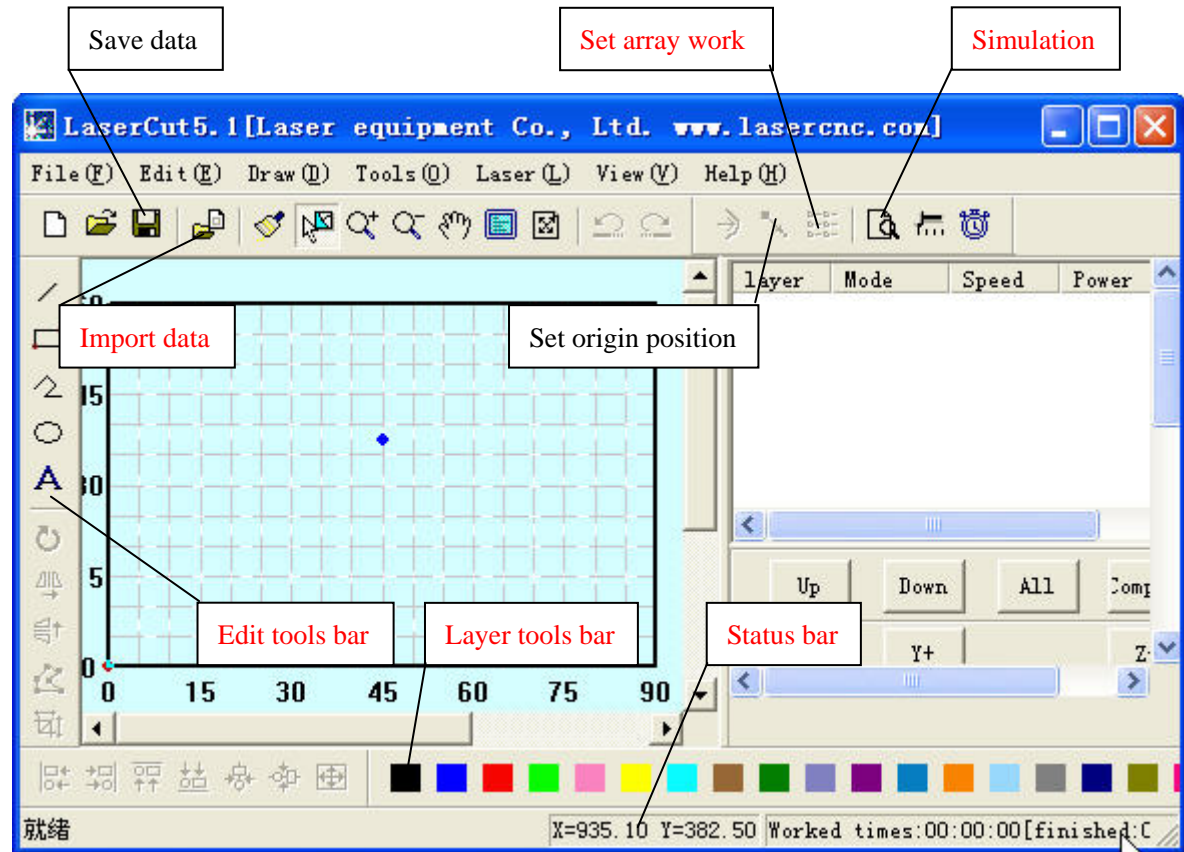 Save data
Set array work
Simulation
LaserCut5.1[Laser equipment Co., Ltd. www.lasercnc.com]
File(F) Edit(E) Draw(D) Tools(O) Laser(L) View(V) Help(H)
layer Mode Speed Power
60
Import data
Set origin position
15
A
30
5
Up Down All Comp
Edit tools bar
Layer tools bar
Status bar
Y+ Z-
0
0 15 30 45 60 75 90
就绪
X=935.10 Y=382.50 Worked times:00:00:00[finished:C